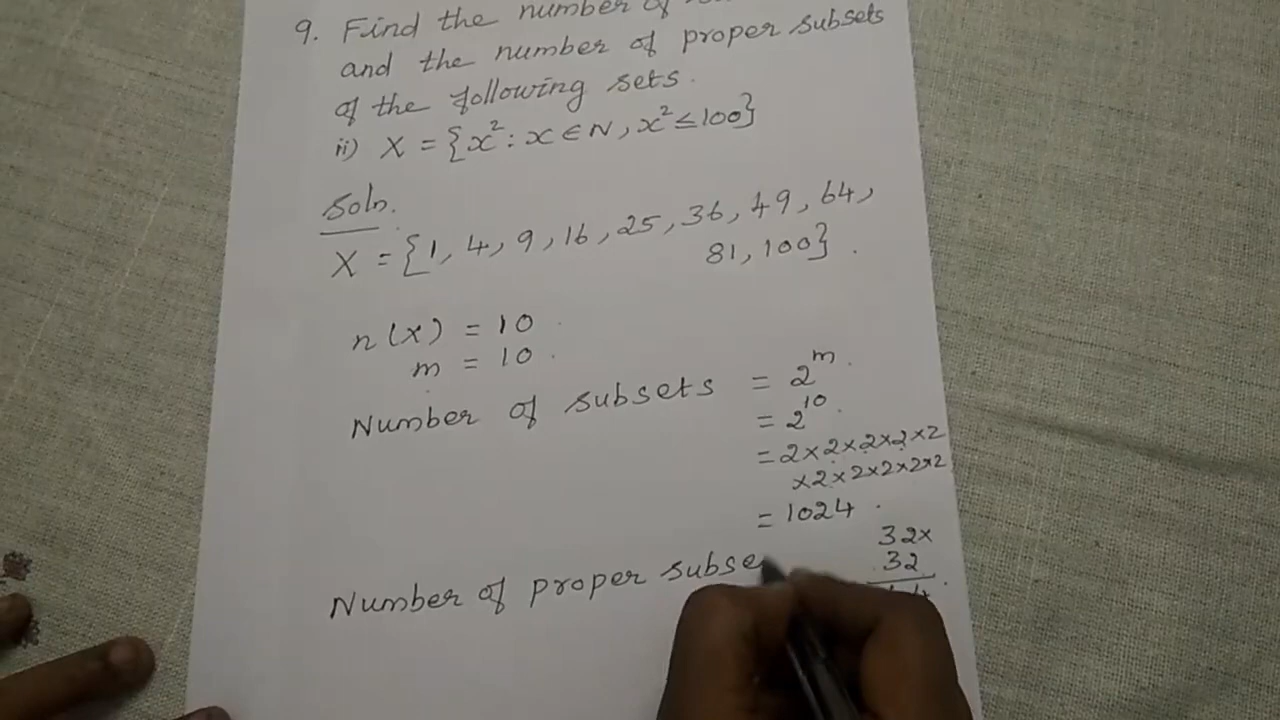 9. Find the number of
and the number of proper subsets
of the following sets.
ii) X = {x² : x ∈ N, x² ≤ 100}
Soln.
X = {1, 4, 9, 16, 25, 36, 49, 64,
81, 100}.
n(X) = 10
m = 10
Number of subsets = 2^m
= 2^10
= 2×2×2×2×2
×2×2×2×2×2
= 1024
32×
32
Number of proper subse